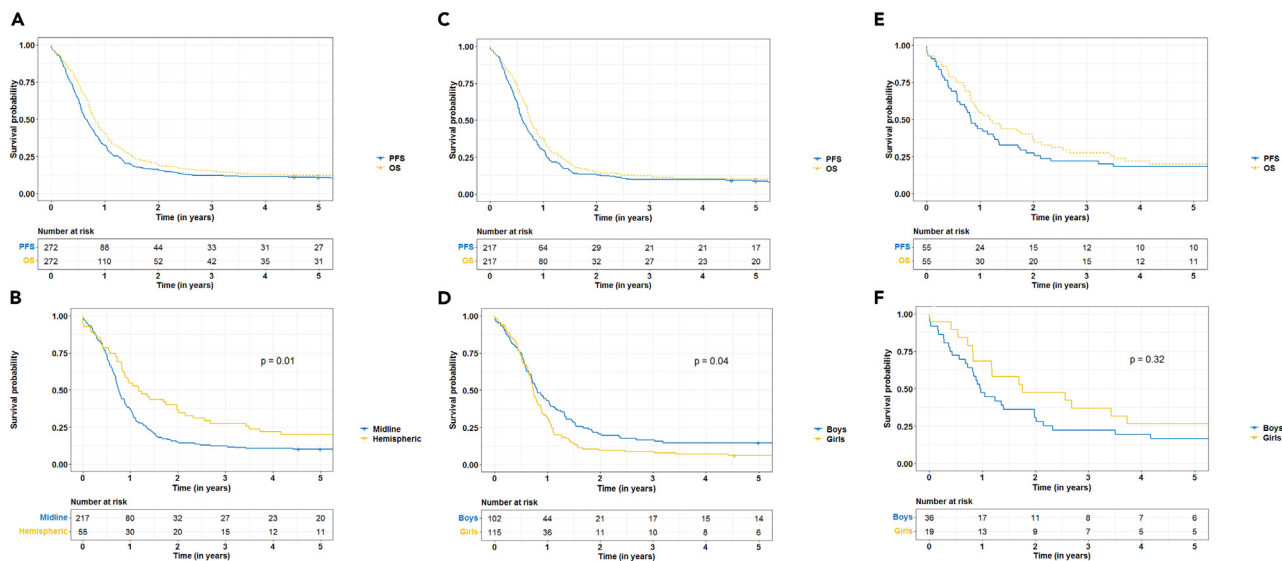 A
1.00
0.75
0.50
0.25
0.00
Survival probability
0 1 2 3 4 5
Time (in years)
PFS
OS
Number at risk
PFS 272 88 44 33 31 27
OS 272 110 52 42 35 31
0 1 2 3 4 5
Time (in years)
C
1.00
0.75
0.50
0.25
0.00
Survival probability
0 1 2 3 4 5
Time (in years)
PFS
OS
Number at risk
PFS 217 64 29 21 21 17
OS 217 80 32 27 23 20
0 1 2 3 4 5
Time (in years)
E
1.00
0.75
0.50
0.25
0.00
Survival probability
0 1 2 3 4 5
Time (in years)
PFS
OS
Number at risk
PFS 55 24 15 12 10 10
OS 55 30 20 15 12 11
0 1 2 3 4 5
Time (in years)
B
1.00
0.75
0.50
0.25
0.00
Survival probability
p = 0.01
0 1 2 3 4 5
Time (in years)
Midline
Hemispheric
Number at risk
Midline 217 80 32 27 23 20
Hemispheric 55 30 20 15 12 11
0 1 2 3 4 5
Time (in years)
D
1.00
0.75
0.50
0.25
0.00
Survival probability
p = 0.04
0 1 2 3 4 5
Time (in years)
Boys
Girls
Number at risk
Boys 102 44 21 17 15 14
Girls 115 36 11 10 8 6
0 1 2 3 4 5
Time (in years)
F
1.00
0.75
0.50
0.25
0.00
Survival probability
p = 0.32
0 1 2 3 4 5
Time (in years)
Boys
Girls
Number at risk
Boys 36 17 11 8 7 6
Girls 19 13 9 7 5 5
0 1 2 3 4 5
Time (in years)